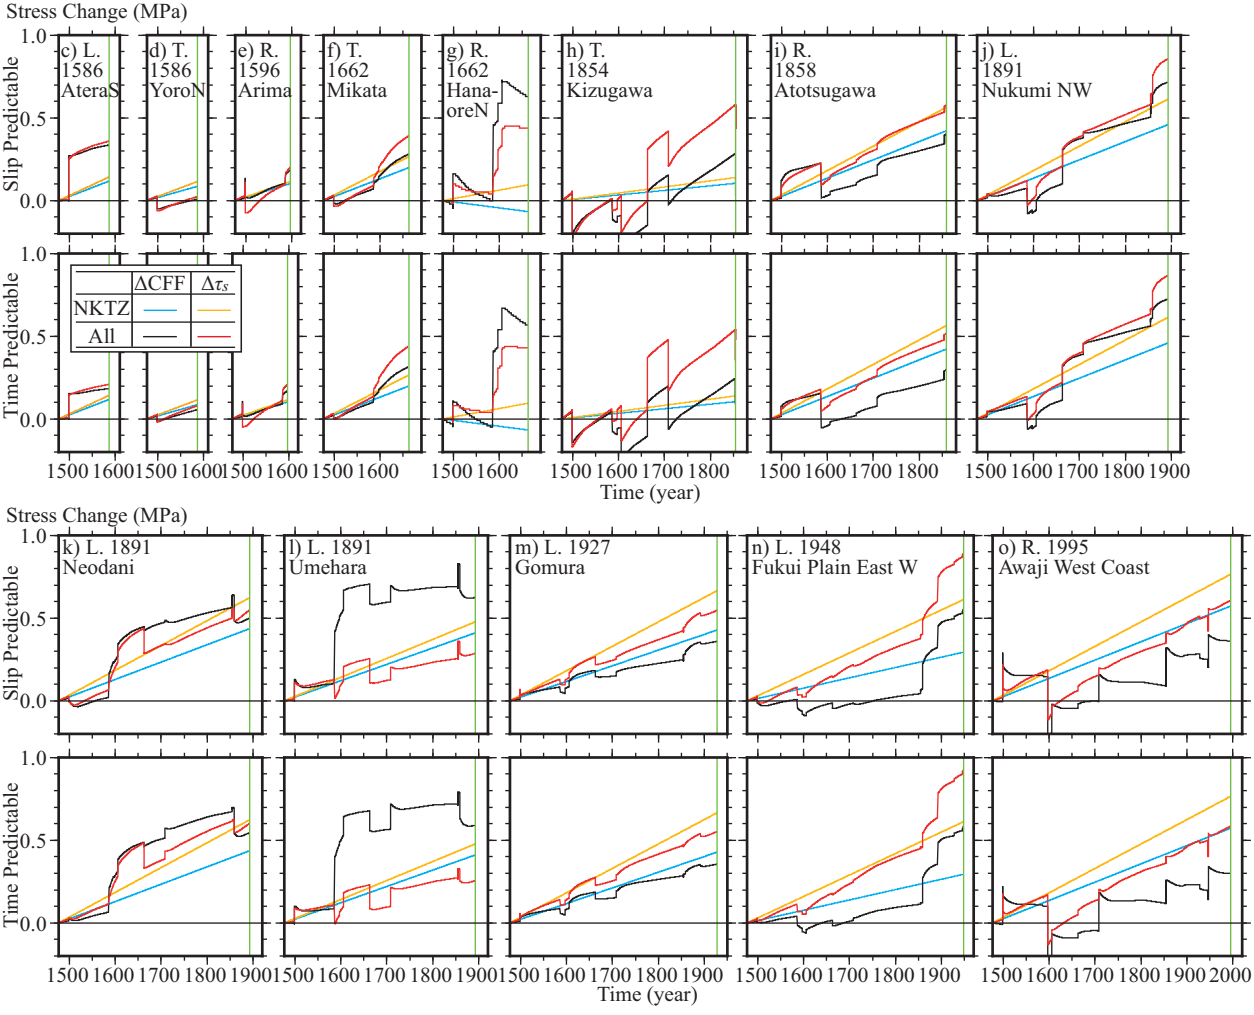 Stress Change (MPa)
Slip Predictable
1.0
0.5
0.0
c) L.
1586
AteraS
d) T.
1586
YoroN
e) R.
1596
Arima
f) T.
1662
Mikata
g) R.
1662
Hana-
oreN
h) T.
1854
Kizugawa
i) R.
1858
Atotsugawa
j) L.
1891
Nukumi NW
Time Predictable
1.0
0.5
0.0
ΔCFF Δτs
NKTZ
All
1500 1600 1500 1600 1500 1600 1500 1600 1500 1600 1500 1600 1700 1800 1500 1600 1700 1800 1500 1600 1700 1800 1900
Time (year)
Stress Change (MPa)
Slip Predictable
1.0
0.5
0.0
k) L. 1891
Neodani
l) L. 1891
Umehara
m) L. 1927
Gomura
n) L. 1948
Fukui Plain East W
o) R. 1995
Awaji West Coast
Time Predictable
1.0
0.5
0.0
1500 1600 1700 1800 1900 1500 1600 1700 1800 1900 1500 1600 1700 1800 1900 1500 1600 1700 1800 1900 1500 1600 1700 1800 1900 2000
Time (year)